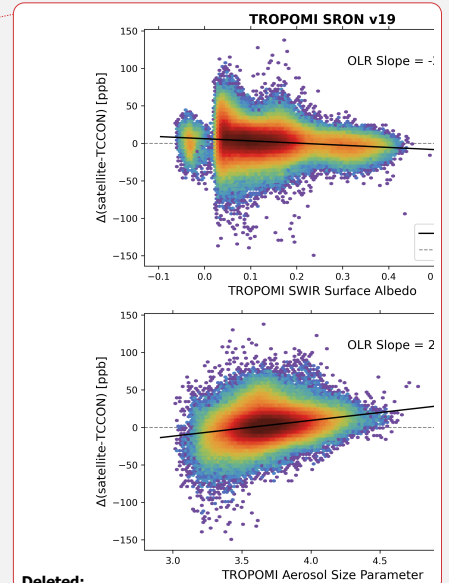 TROPOMI SRON v19
150
OLR Slope = -
100
50
0
−50
−100
−150
Δ(satellite-TCCON) [ppb]
−0.1 0.0 0.1 0.2 0.3 0.4 0
TROPOMI SWIR Surface Albedo
150
OLR Slope = 2
100
50
0
−50
−100
−150
Δ(satellite-TCCON) [ppb]
3.0 3.5 4.0 4.5
TROPOMI Aerosol Size Parameter
Deleted: